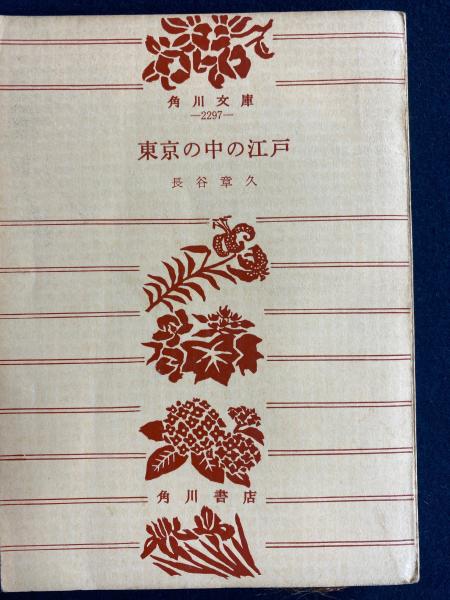 角川文庫
—2297—
東京の中の江戸
長谷章久
角川書店